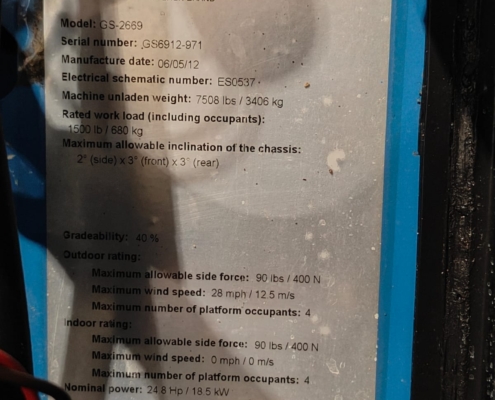 Model: GS-2669
Serial number: GS6912-971
Manufacture date: 06/05/12
Electrical schematic number: ES0537
Machine unladen weight: 7508 lbs / 3406 kg
Rated work load (including occupants):
1500 lb / 680 kg
Maximum allowable inclination of the chassis:
2° (side) x 3° (front) x 3° (rear)
Gradeability: 40 %
Outdoor rating:
Maximum allowable side force: 90 lbs / 400 N
Maximum wind speed: 28 mph / 12.5 m/s
Maximum number of platform occupants: 4
Indoor rating:
Maximum allowable side force: 90 lbs / 400 N
Maximum wind speed: 0 mph / 0 m/s
Maximum number of platform occupants: 4
Nominal power: 24.8 Hp / 18.5 kW